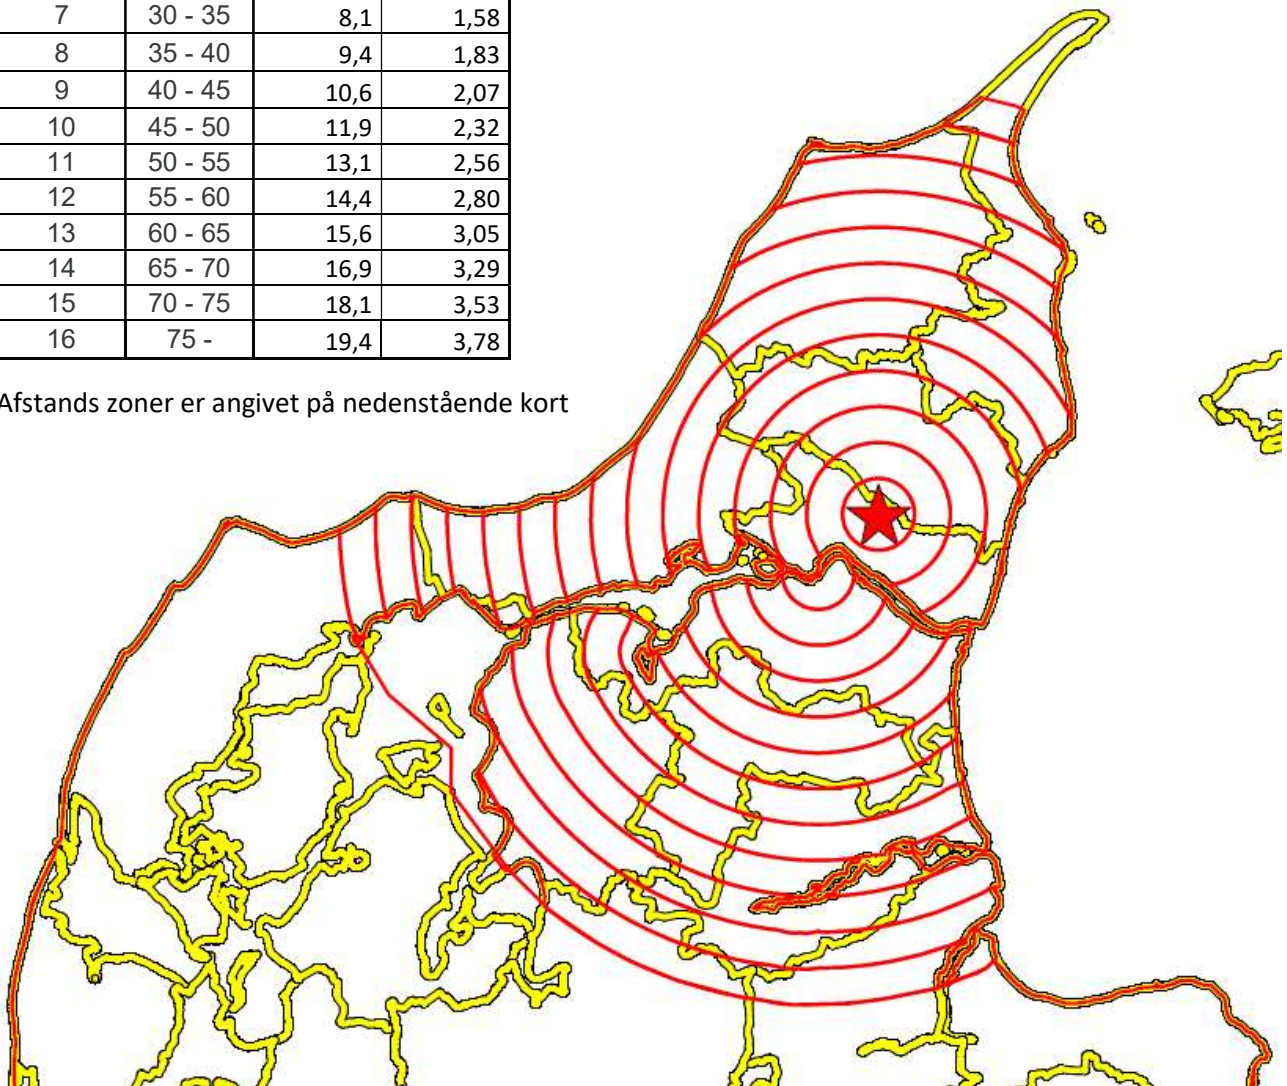 7 30 - 35 8,1 1,58
8 35 - 40 9,4 1,83
9 40 - 45 10,6 2,07
10 45 - 50 11,9 2,32
11 50 - 55 13,1 2,56
12 55 - 60 14,4 2,80
13 60 - 65 15,6 3,05
14 65 - 70 16,9 3,29
15 70 - 75 18,1 3,53
16 75 - 19,4 3,78
Afstands zoner er angivet på nedenstående kort